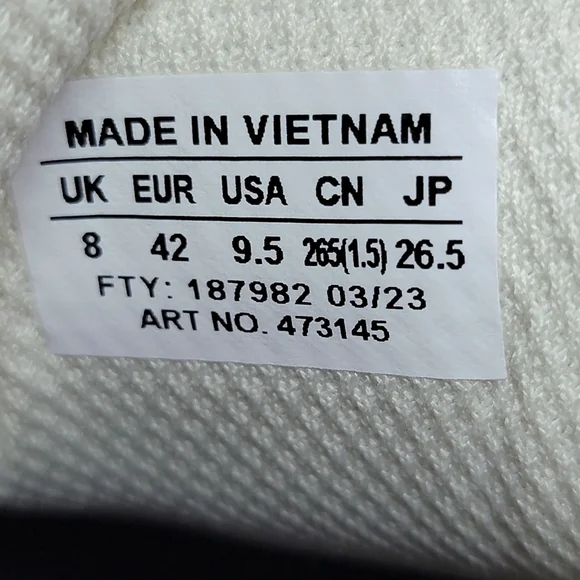 MADE IN VIETNAM
UK EUR USA CN JP
8 42 9.5 265(1.5) 26.5
FTY: 187982 03/23
ART NO. 473145